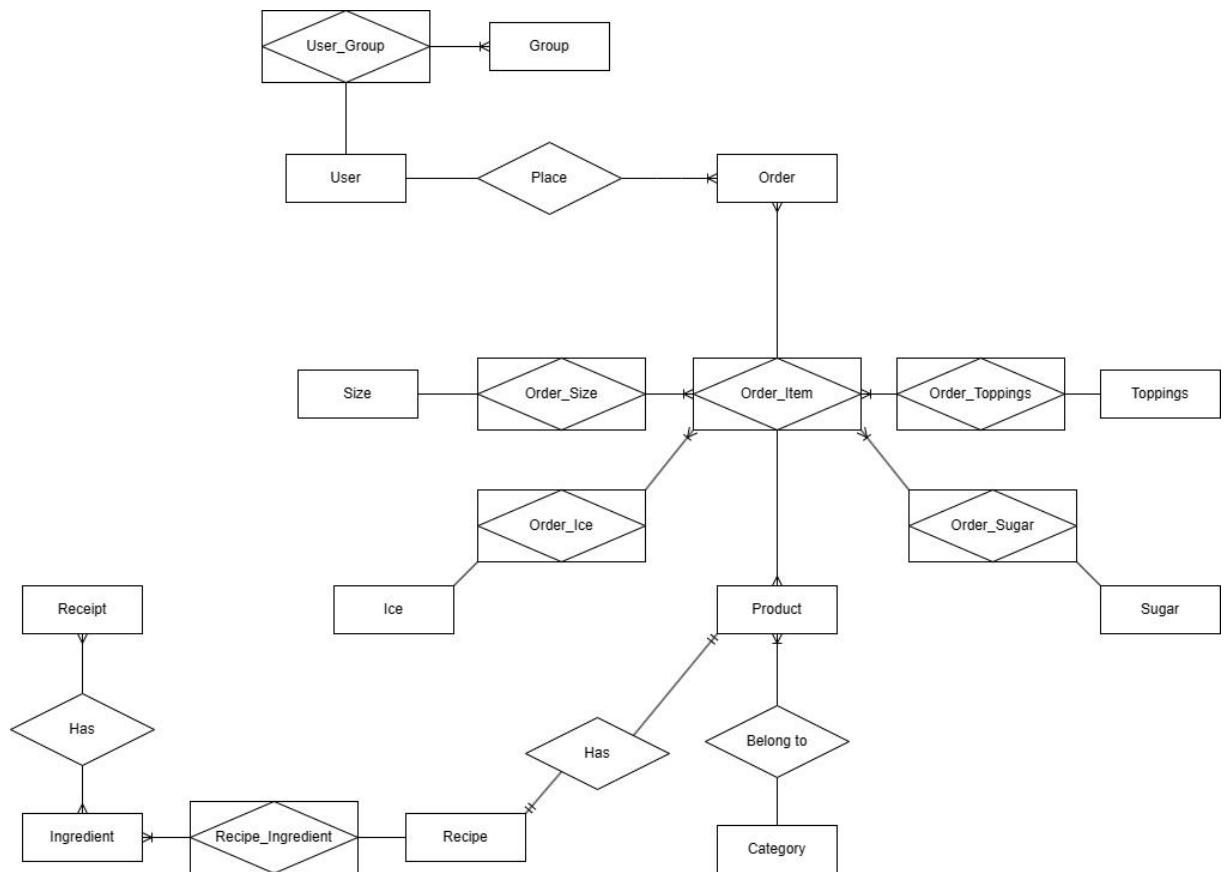 User_Group
Group
User
Place
Order
Size
Order_Size
Order_Item
Order_Toppings
Toppings
Order_Ice
Order_Sugar
Receipt
Ice
Product
Sugar
Has
Has
Belong to
Ingredient
Recipe_Ingredient
Recipe
Category